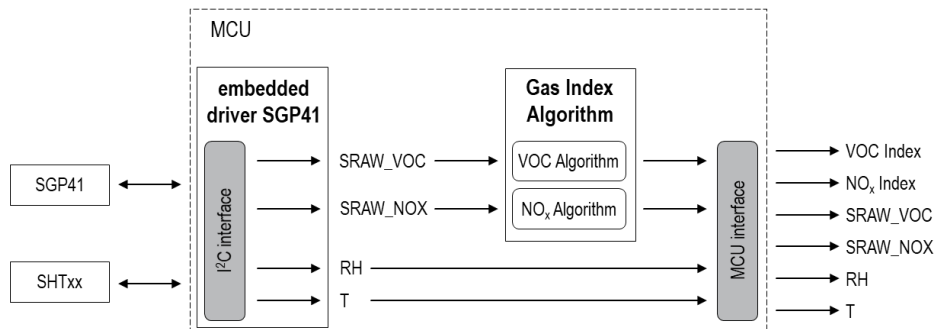 MCU
embedded
driver SGP41
Gas Index
Algorithm
SGP41
SHTxx
I²C interface
SRAW_VOC
SRAW_NOX
RH
T
VOC Algorithm
NOₓ Algorithm
MCU interface
VOC Index
NOₓ Index
SRAW_VOC
SRAW_NOX
RH
T